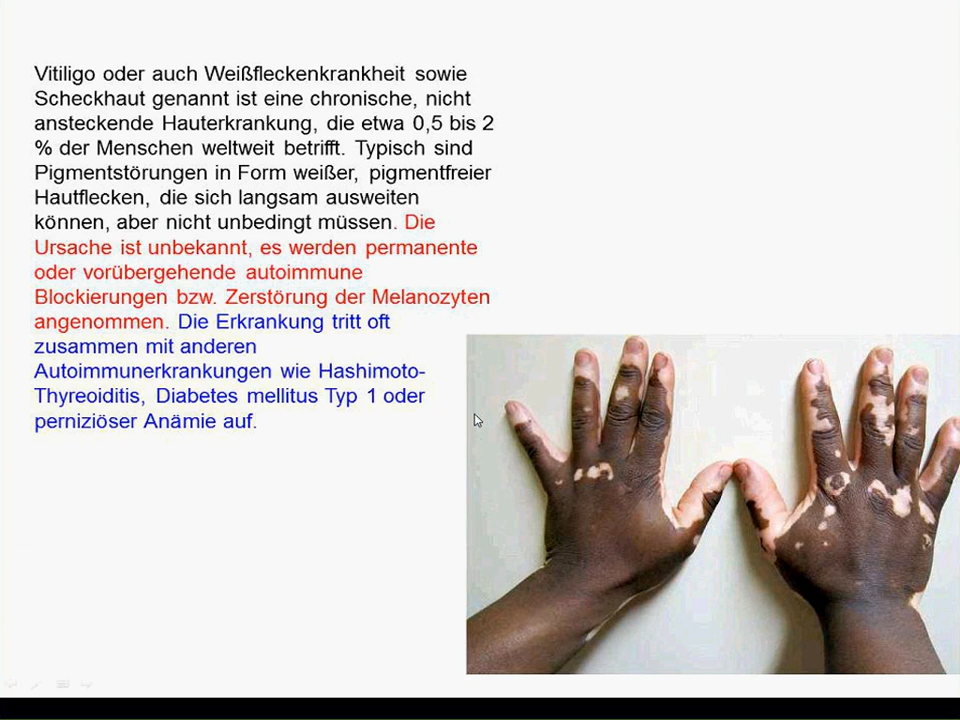 Vitiligo oder auch Weißfleckenkrankheit sowie
Scheckhaut genannt ist eine chronische, nicht
ansteckende Hauterkrankung, die etwa 0,5 bis 2
% der Menschen weltweit betrifft. Typisch sind
Pigmentstörungen in Form weißer, pigmentfreier
Hautflecken, die sich langsam ausweiten
können, aber nicht unbedingt müssen. Die
Ursache ist unbekannt, es werden permanente
oder vorübergehende autoimmune
Blockierungen bzw. Zerstörung der Melanozyten
angenommen. Die Erkrankung tritt oft
zusammen mit anderen
Autoimmunerkrankungen wie Hashimoto-
Thyreoiditis, Diabetes mellitus Typ 1 oder
perniziöser Anämie auf.